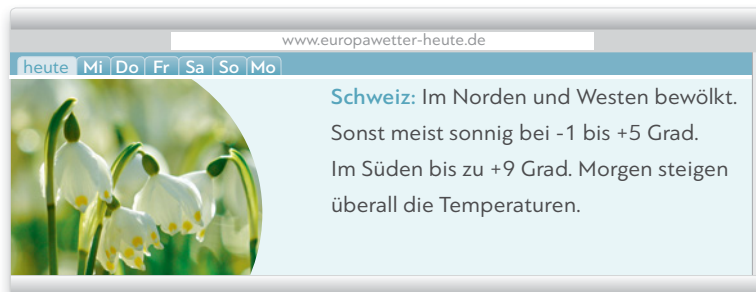 www.europawetter-heute.de
heute Mi Do Fr Sa So Mo
Schweiz: Im Norden und Westen bewölkt.
Sonst meist sonnig bei -1 bis +5 Grad.
Im Süden bis zu +9 Grad. Morgen steigen
überall die Temperaturen.